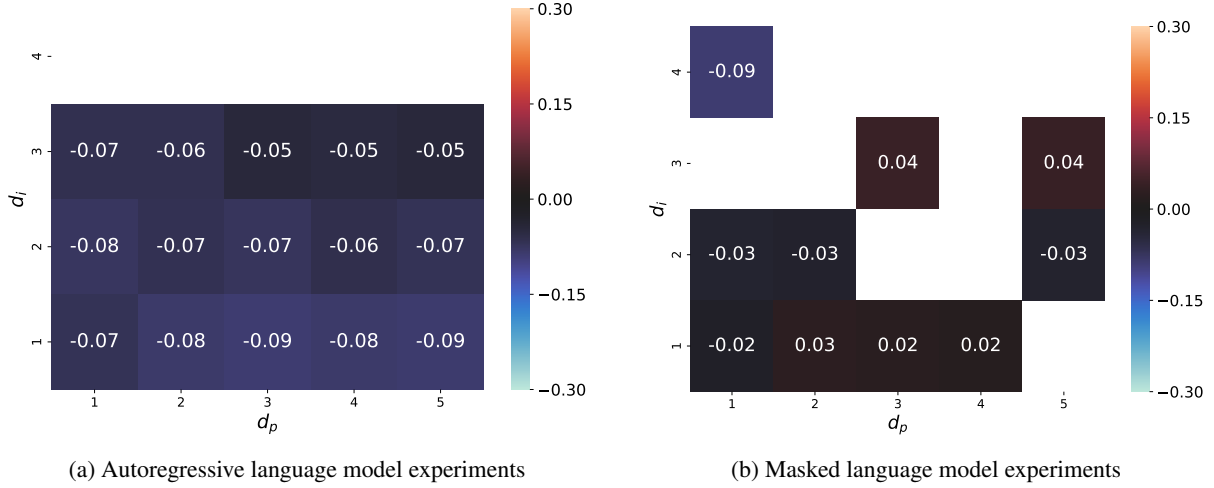 0.30
0.15
0.00
−0.15
−0.30
4
3
2
1
d_i
-0.07 -0.06 -0.05 -0.05 -0.05
-0.08 -0.07 -0.07 -0.06 -0.07
-0.07 -0.08 -0.09 -0.08 -0.09
1 2 3 4 5
d_p
(a) Autoregressive language model experiments
0.30
0.15
0.00
−0.15
−0.30
4
3
2
1
d_i
-0.09
0.04 0.04
-0.03 -0.03 -0.03
-0.02 0.03 0.02 0.02
1 2 3 4 5
d_p
(b) Masked language model experiments